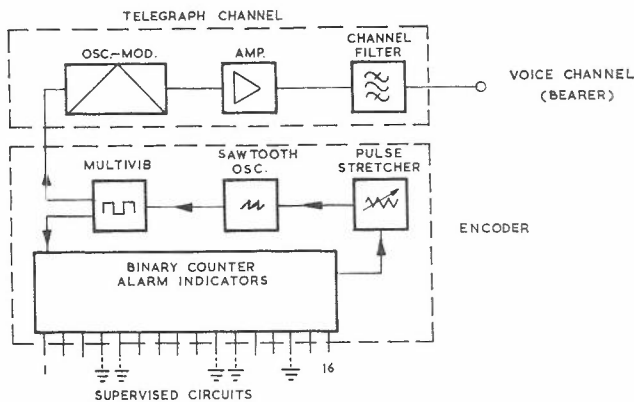 TELEGRAPH CHANNEL
OSC.-MOD.
AMP.
CHANNEL
FILTER
VOICE CHANNEL
(BEARER)
MULTIVIB
SAWTOOTH
OSC.
PULSE
STRETCHER
ENCODER
BINARY COUNTER
ALARM INDICATORS
1
16
SUPERVISED CIRCUITS